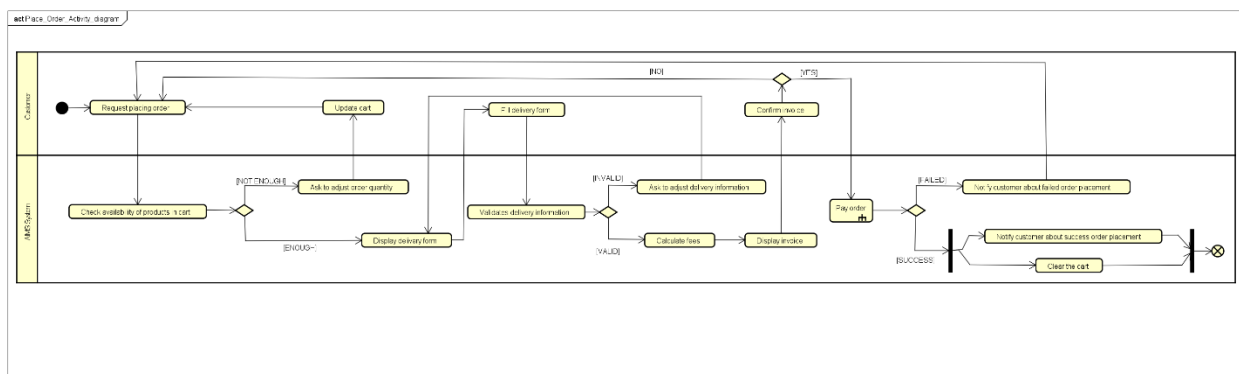 act Place_Order_Activity_diagram
Customer
[NO]
[YES]
Request placing order
Update cart
Fill delivery form
Confirm invoice
AIMS System
[NOT ENOUGH]
Ask to adjust order quantity
[INVALID]
Ask to adjust delivery information
[FAILED]
Notify customer about failed order placement
Check availability of products in cart
Validates delivery information
Pay order
[ENOUGH]
Display delivery form
[VALID]
Calculate fees
Display invoice
[SUCCESS]
Notify customer about success order placement
Clear the cart